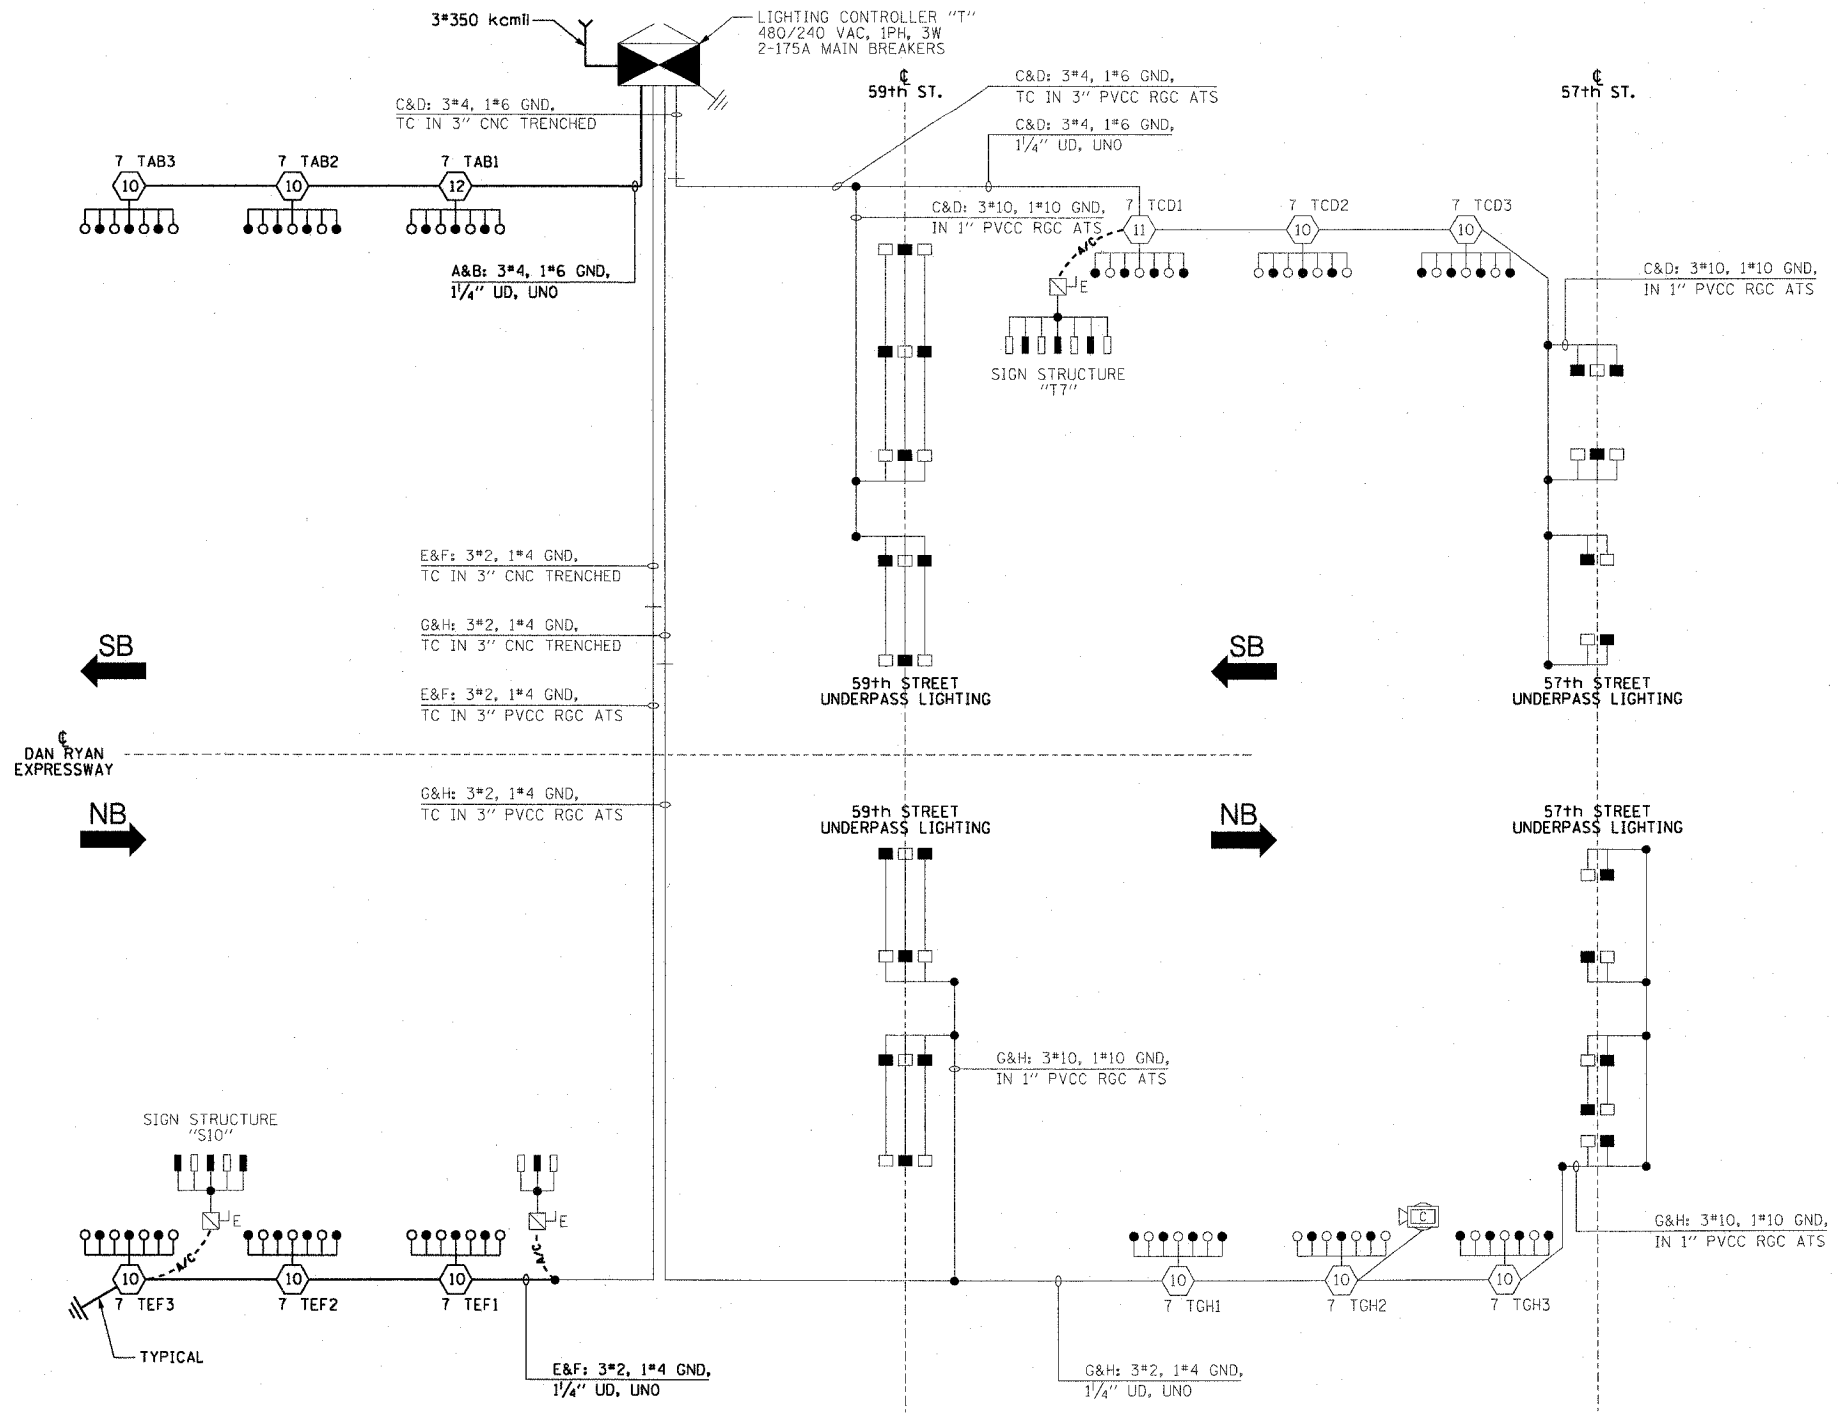 3#350 kcmil
LIGHTING CONTROLLER "T"
480/240 VAC, 1PH, 3W
2-175A MAIN BREAKERS
C&D: 3#4, 1#6 GND,
TC IN 3" CNC TRENCHED
℄
59th ST.
C&D: 3#4, 1#6 GND,
TC IN 3" PVCC RGC ATS
C&D: 3#4, 1#6 GND,
1 1/4" UD, UNO
℄
57th ST.
7 TAB3
10
7 TAB2
10
7 TAB1
12
A&B: 3#4, 1#6 GND,
1 1/4" UD, UNO
C&D: 3#10, 1#10 GND,
IN 1" PVCC RGC ATS
7 TCD1
11
7 TCD2
10
7 TCD3
10
A/C
E
SIGN STRUCTURE
"T7"
C&D: 3#10, 1#10 GND,
IN 1" PVCC RGC ATS
E&F: 3#2, 1#4 GND,
TC IN 3" CNC TRENCHED
G&H: 3#2, 1#4 GND,
TC IN 3" CNC TRENCHED
E&F: 3#2, 1#4 GND,
TC IN 3" PVCC RGC ATS
SB
SB
59th STREET
UNDERPASS LIGHTING
57th STREET
UNDERPASS LIGHTING
℄
DAN RYAN
EXPRESSWAY
G&H: 3#2, 1#4 GND,
TC IN 3" PVCC RGC ATS
NB
NB
59th STREET
UNDERPASS LIGHTING
57th STREET
UNDERPASS LIGHTING
G&H: 3#10, 1#10 GND,
IN 1" PVCC RGC ATS
SIGN STRUCTURE
"S10"
E
A/C
E
A/C
10
7 TEF3
10
7 TEF2
10
7 TEF1
TYPICAL
E&F: 3#2, 1#4 GND,
1 1/4" UD, UNO
C
10
7 TGH1
10
7 TGH2
10
7 TGH3
G&H: 3#10, 1#10 GND,
IN 1" PVCC RGC ATS
G&H: 3#2, 1#4 GND,
1 1/4" UD, UNO